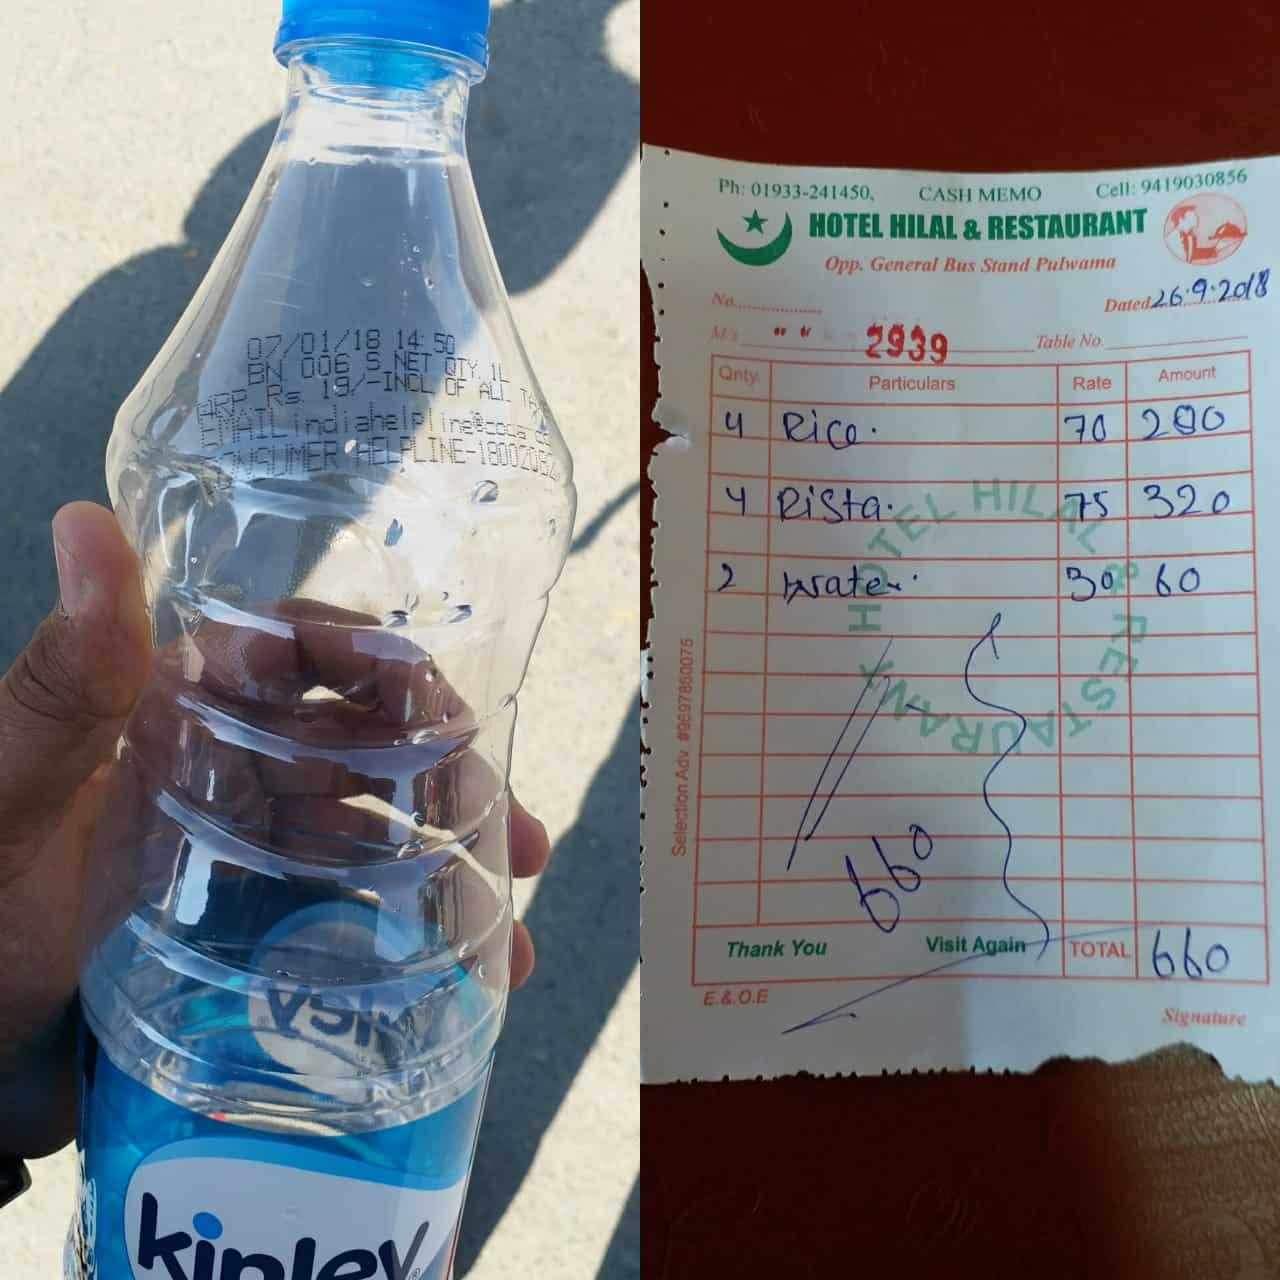 07/01/18 14:50
BN 006 S NET QTY. 1L
MRP Rs. 19/-INCL OF ALL TA
EMAIL indiahelpline@coca co
CONSUMER HELPLINE-18002082
kinley
kinley
Ph: 01933-241450, CASH MEMO Cell: 9419030856
HOTEL HILAL & RESTAURANT
Opp. General Bus Stand Pulwama
No............... Dated 26.9.2018
M/s " " 2939 Table No.
Qnty. Particulars Rate Amount
4 Rice. 70 280
4 Rista. 75 320
2 water. 30 60
HOTEL HILAL & RESTAURANT
660
Thank You Visit Again TOTAL 660
E.&.O.E
Signature
Selection Adv #9697860075